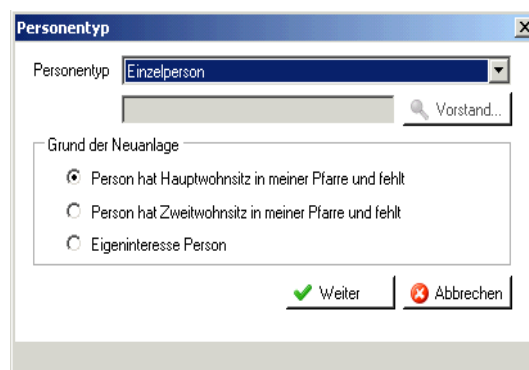 Personentyp
Personentyp Einzelperson
Vorstand...
Grund der Neuanlage
Person hat Hauptwohnsitz in meiner Pfarre und fehlt
Person hat Zweitwohnsitz in meiner Pfarre und fehlt
Eigeninteresse Person
Weiter Abbrechen